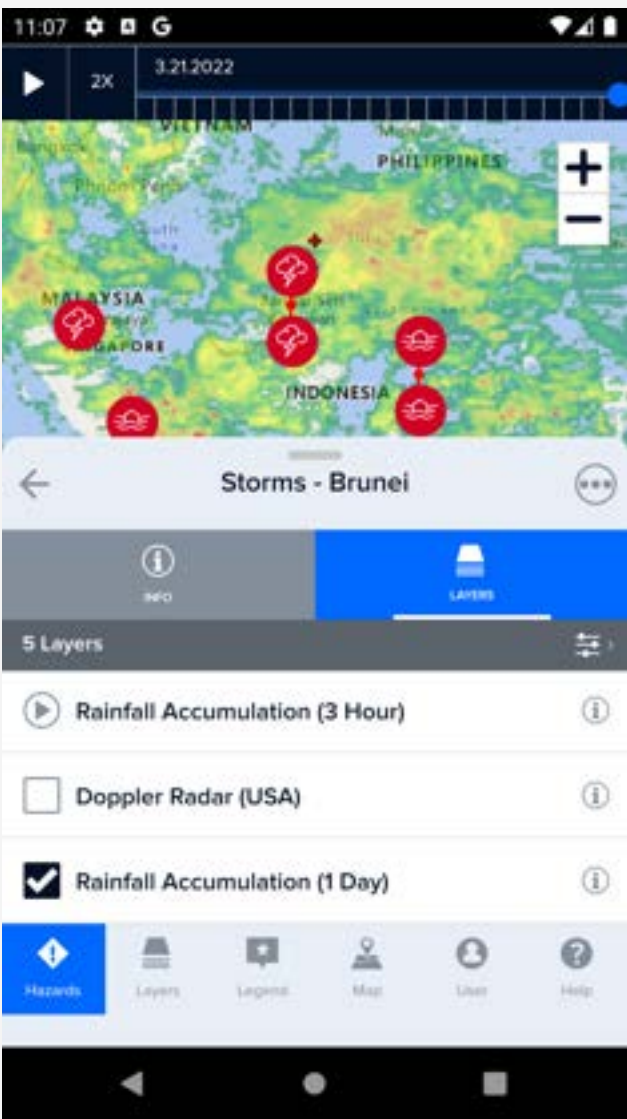 11:07
G
2X
3.21.2022
VIETNAM
PHILIPPINES
MALAYSIA
INDONESIA
Storms - Brunei
INFO
LAYERS
5 Layers
Rainfall Accumulation (3 Hour)
Doppler Radar (USA)
Rainfall Accumulation (1 Day)
Hazards
Layers
Legend
Map
User
Help